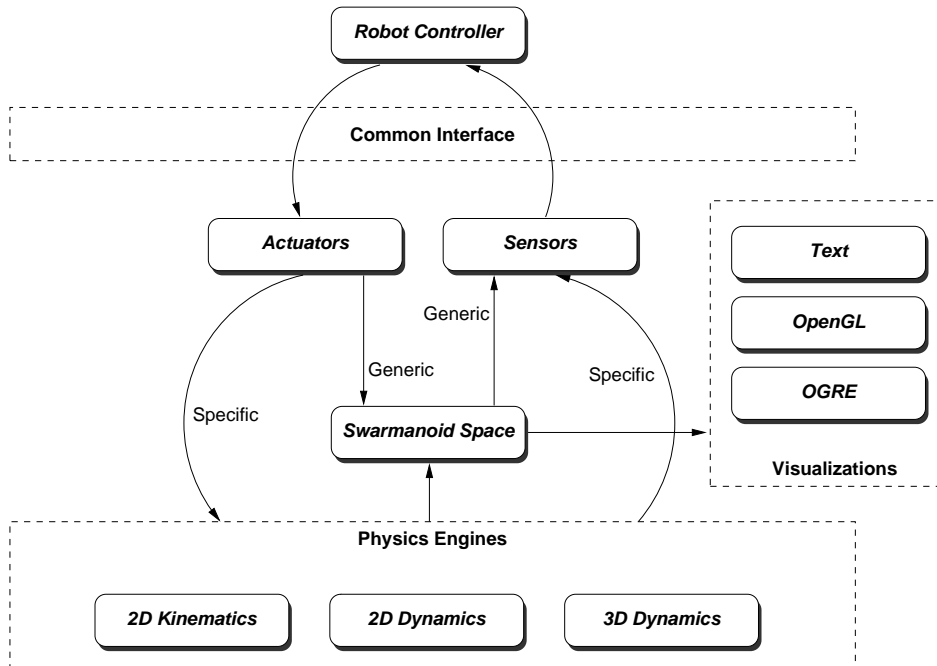 Robot Controller
Common Interface
Actuators
Sensors
Text
OpenGL
OGRE
Visualizations
Generic
Generic
Specific
Specific
Swarmanoid Space
Physics Engines
2D Kinematics
2D Dynamics
3D Dynamics